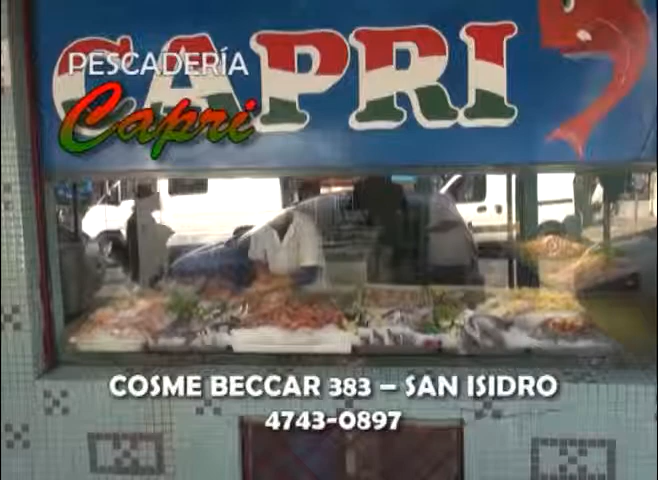 CAPRI
PESCADERÍA
Capri
COSME BECCAR 383 – SAN ISIDRO
4743-0897